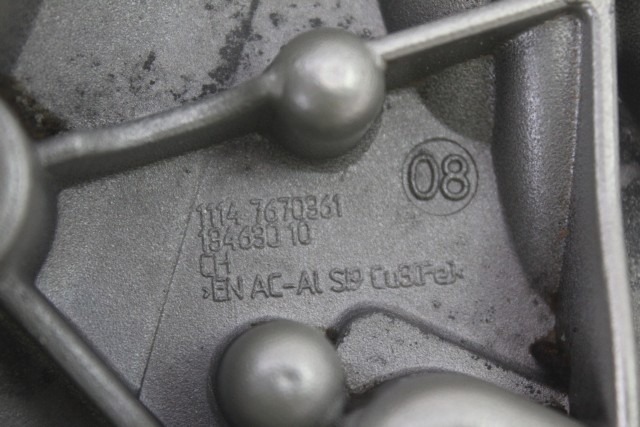 08
1114 7670361
184630 10
CH
>EN AC-Al Si9 Cu3(Fe)<